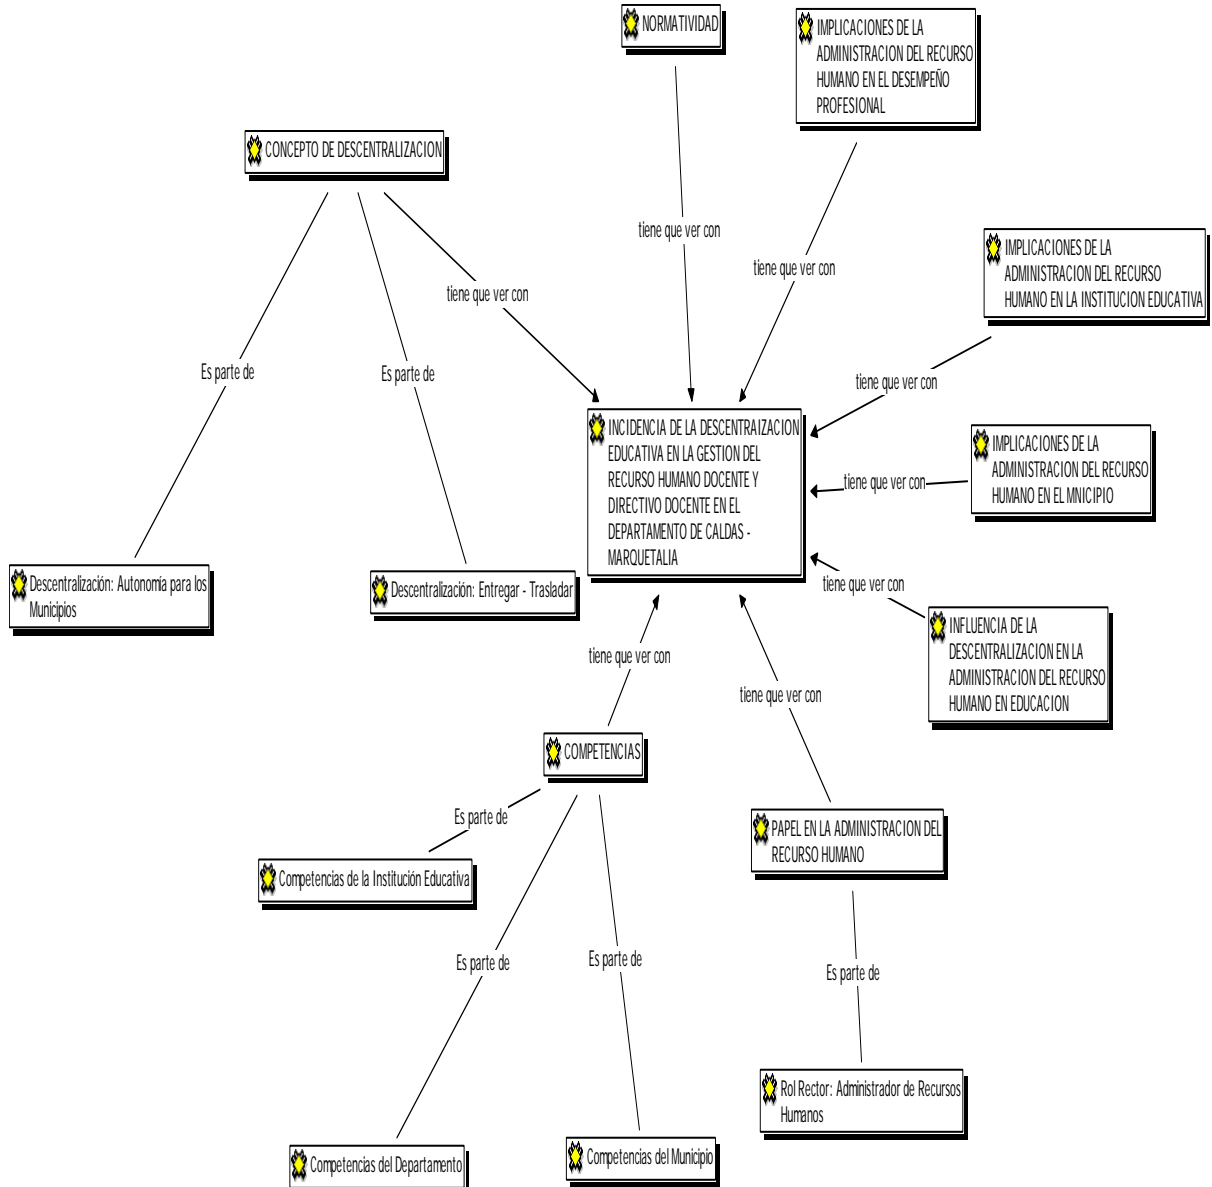 NORMATIVIDAD
IMPLICACIONES DE LA
ADMINISTRACION DEL RECURSO
HUMANO EN EL DESEMPEÑO
PROFESIONAL
CONCEPTO DE DESCENTRALIZACION
tiene que ver con
tiene que ver con
IMPLICACIONES DE LA
ADMINISTRACION DEL RECURSO
HUMANO EN LA INSTITUCION EDUCATIVA
tiene que ver con
Es parte de
Es parte de
tiene que ver con
INCIDENCIA DE LA DESCENTRAIZACION
EDUCATIVA EN LA GESTION DEL
RECURSO HUMANO DOCENTE Y
DIRECTIVO DOCENTE EN EL
DEPARTAMENTO DE CALDAS -
MARQUETALIA
IMPLICACIONES DE LA
ADMINISTRACION DEL RECURSO
HUMANO EN EL MNICIPIO
tiene que ver con
Descentralización: Autonomía para los
Municipios
Descentralización: Entregar - Trasladar
tiene que ver con
INFLUENCIA DE LA
DESCENTRALIZACION EN LA
ADMINISTRACION DEL RECURSO
HUMANO EN EDUCACION
tiene que ver con
tiene que ver con
COMPETENCIAS
Es parte de
PAPEL EN LA ADMINISTRACION DEL
RECURSO HUMANO
Competencias de la Institución Educativa
Es parte de
Es parte de
Es parte de
Rol Rector: Administrador de Recursos
Humanos
Competencias del Departamento
Competencias del Municipio